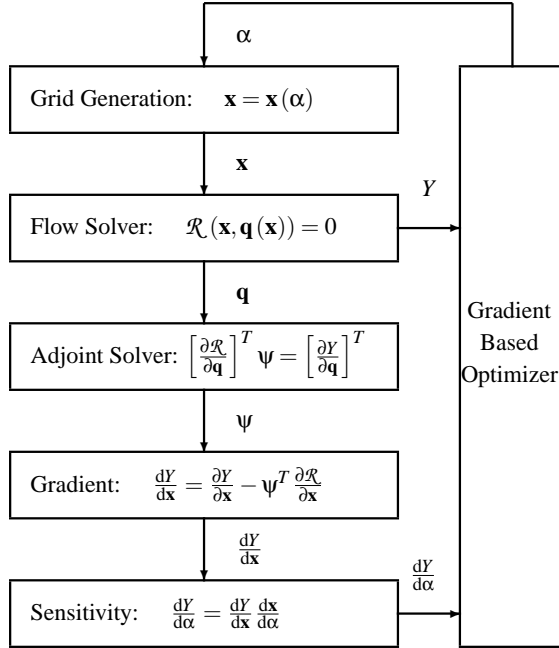 α
Grid Generation: 𝐱 = 𝐱(α)
𝐱
Y
Flow Solver: ℛ(𝐱, 𝐪(𝐱)) = 0
𝐪
Gradient
Based
Optimizer
Adjoint Solver: [∂ℛ/∂𝐪]ᵀ ψ = [∂Y/∂𝐪]ᵀ
ψ
Gradient: dY/d𝐱 = ∂Y/∂𝐱 − ψᵀ ∂ℛ/∂𝐱
dY/d𝐱
dY/dα
Sensitivity: dY/dα = dY/d𝐱 d𝐱/dα